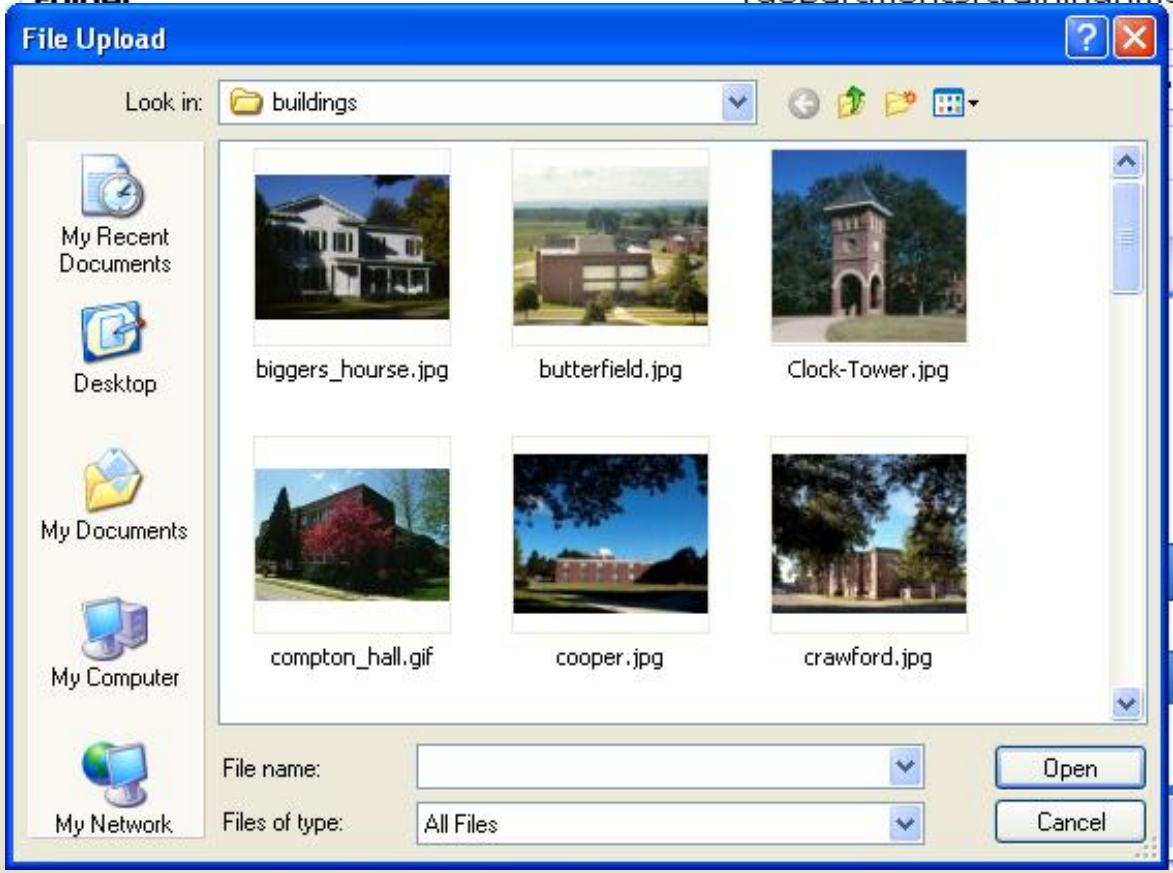 File Upload
Look in:
buildings
My Recent
Documents
Desktop
My Documents
My Computer
My Network
biggers_hourse.jpg
butterfield.jpg
Clock-Tower.jpg
compton_hall.gif
cooper.jpg
crawford.jpg
File name:
Open
Files of type:
All Files
Cancel